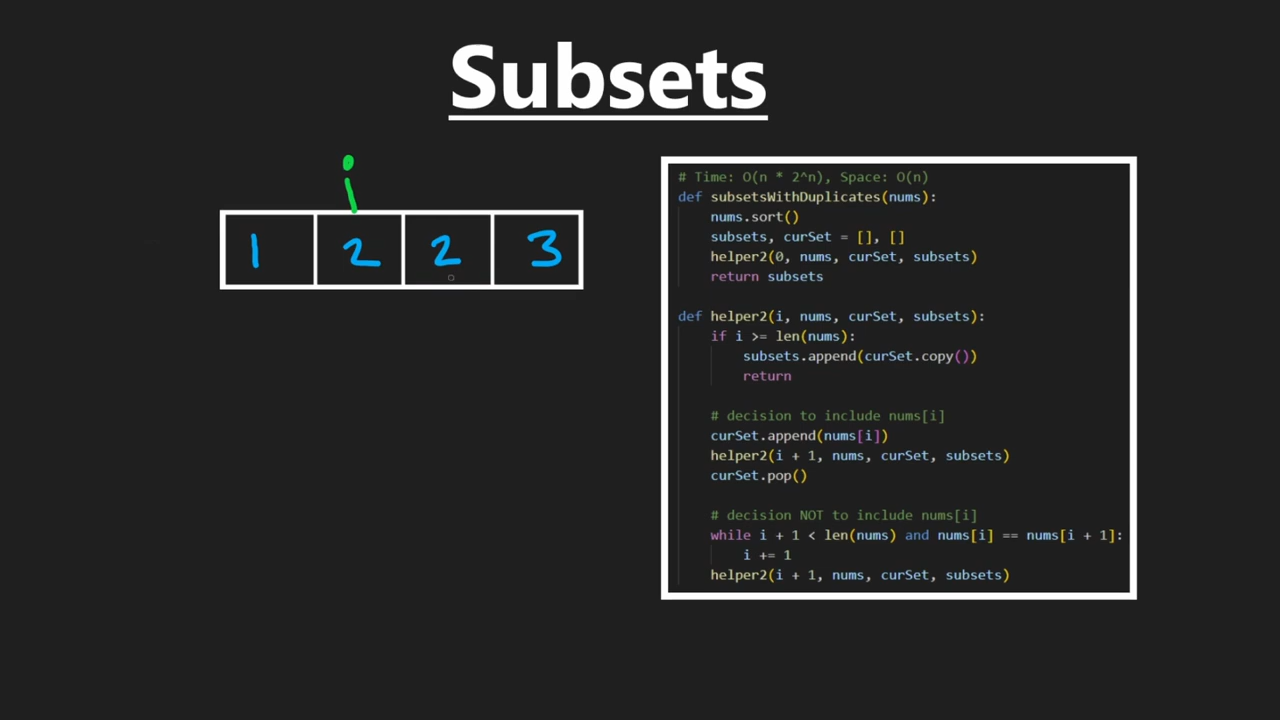 Subsets
i
1 2 2 3
# Time: O(n * 2^n), Space: O(n)
def subsetsWithDuplicates(nums):
    nums.sort()
    subsets, curSet = [], []
    helper2(0, nums, curSet, subsets)
    return subsets

def helper2(i, nums, curSet, subsets):
    if i >= len(nums):
        subsets.append(curSet.copy())
        return

    # decision to include nums[i]
    curSet.append(nums[i])
    helper2(i + 1, nums, curSet, subsets)
    curSet.pop()

    # decision NOT to include nums[i]
    while i + 1 < len(nums) and nums[i] == nums[i + 1]:
        i += 1
    helper2(i + 1, nums, curSet, subsets)